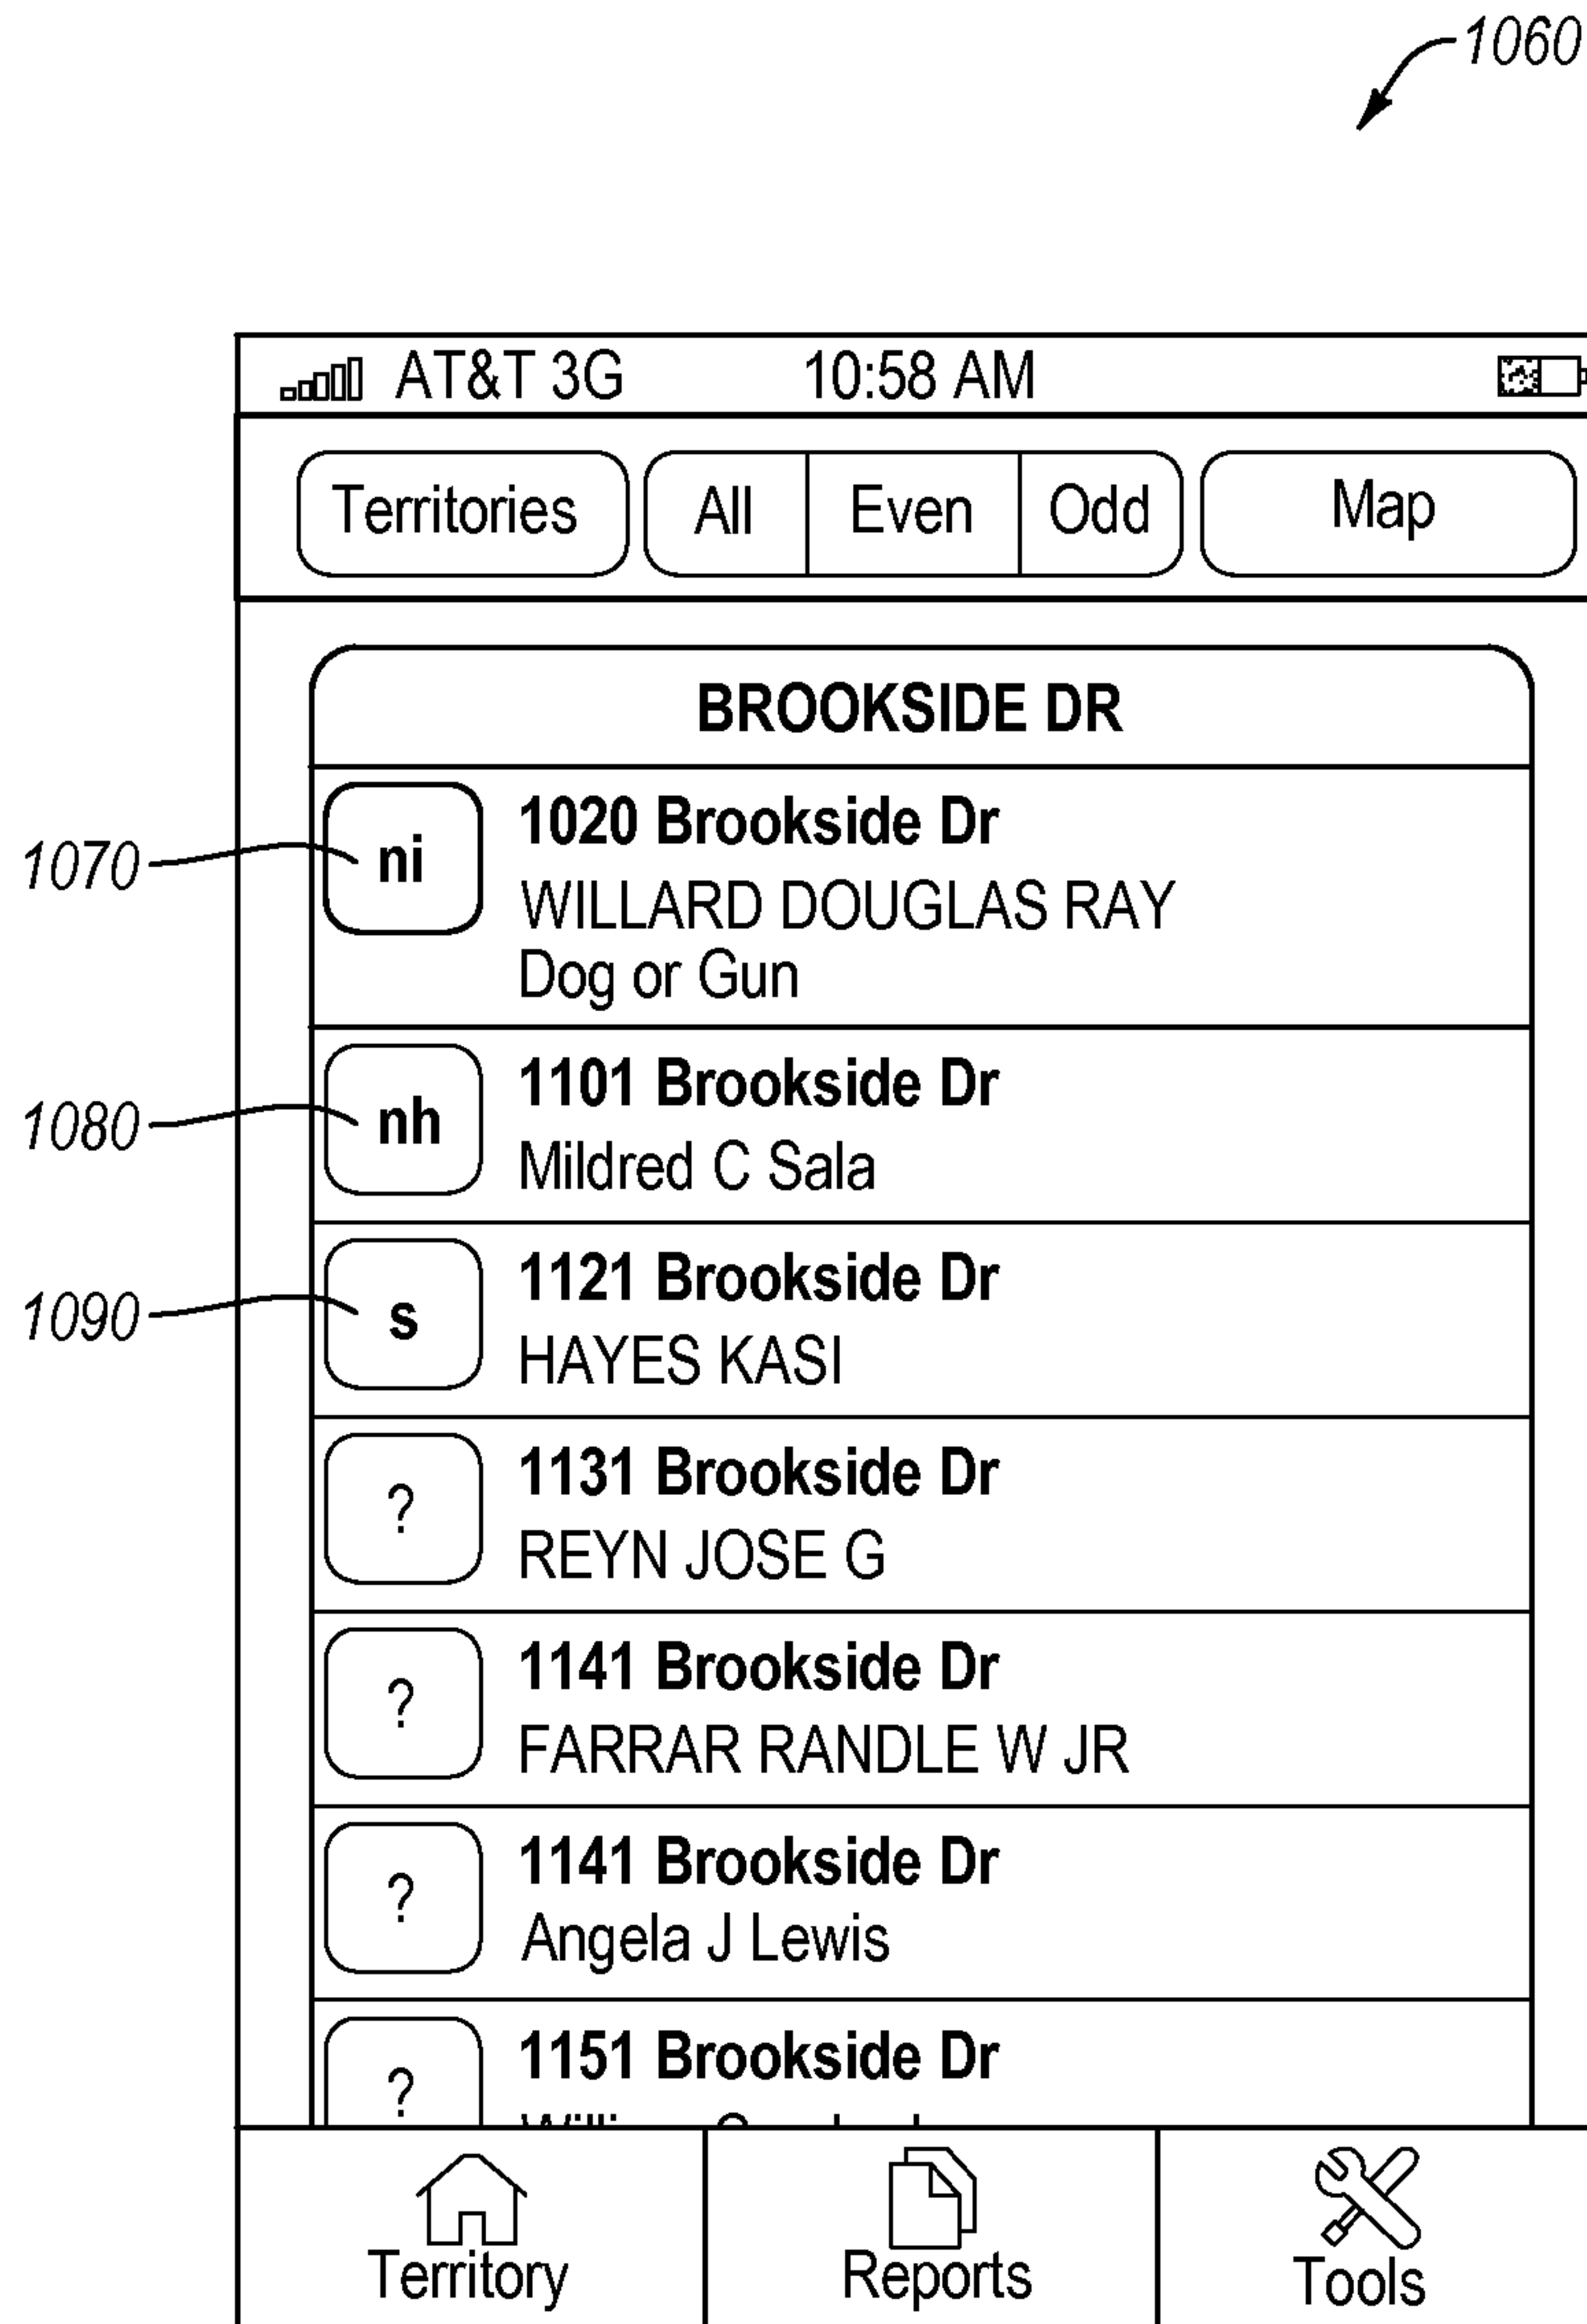 1060
AT&T 3G 10:58 AM
Territories All Even Odd Map
BROOKSIDE DR
1070 ni 1020 Brookside Dr
WILLARD DOUGLAS RAY
Dog or Gun
1080 nh 1101 Brookside Dr
Mildred C Sala
1090 s 1121 Brookside Dr
HAYES KASI
? 1131 Brookside Dr
REYN JOSE G
? 1141 Brookside Dr
FARRAR RANDLE W JR
? 1141 Brookside Dr
Angela J Lewis
? 1151 Brookside Dr
Territory Reports Tools